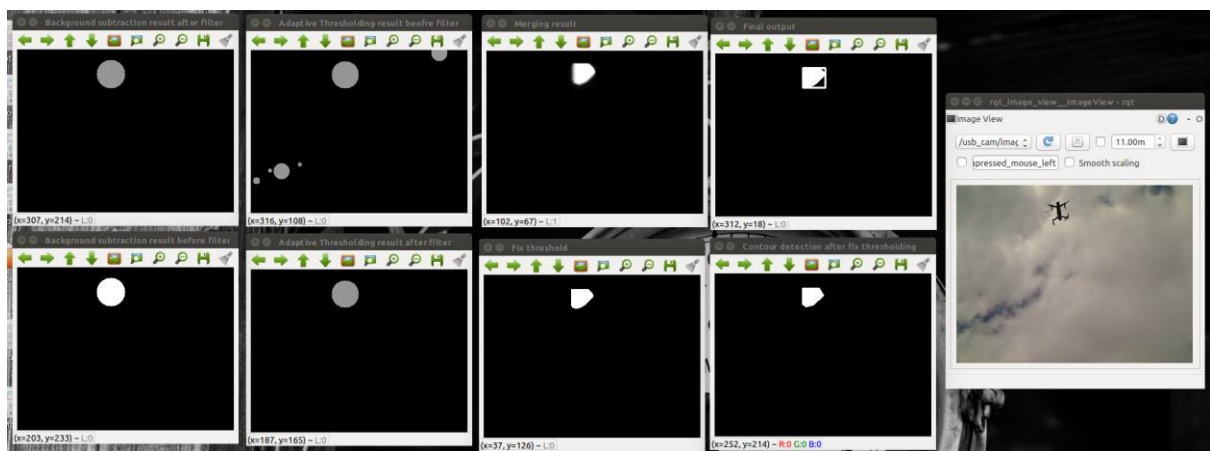 Background subtraction result after filter
(x=307, y=214) ~ L:0
Adaptive Thresholding result beofre filter
(x=316, y=108) ~ L:0
Merging result
(x=102, y=67) ~ L:1
Final output
(x=312, y=18) ~ L:0
Background subtraction result before filter
(x=203, y=233) ~ L:0
Adaptive Thresholding result after filter
(x=187, y=165) ~ L:0
Fix threshold
(x=37, y=126) ~ L:0
Contour detection after fix thresholding
(x=252, y=214) ~ R:0 G:0 B:0
rqt_image_view__ImageView - rqt
Image View
D ? - O
/usb_cam/imag
11.00m
apressed_mouse_left
Smooth scaling